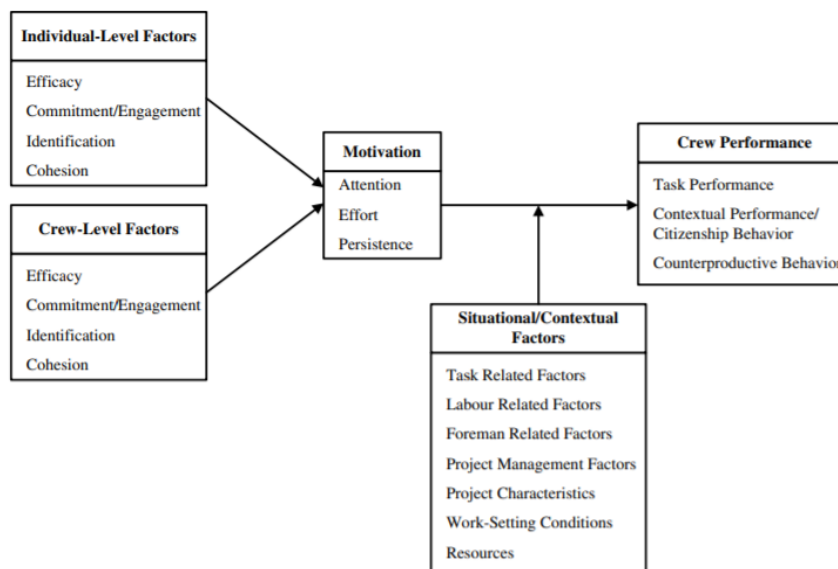 Individual-Level Factors
Efficacy
Commitment/Engagement
Identification
Cohesion
Crew-Level Factors
Efficacy
Commitment/Engagement
Identification
Cohesion
Motivation
Attention
Effort
Persistence
Crew Performance
Task Performance
Contextual Performance/
Citizenship Behavior
Counterproductive Behavior
Situational/Contextual
Factors
Task Related Factors
Labour Related Factors
Foreman Related Factors
Project Management Factors
Project Characteristics
Work-Setting Conditions
Resources